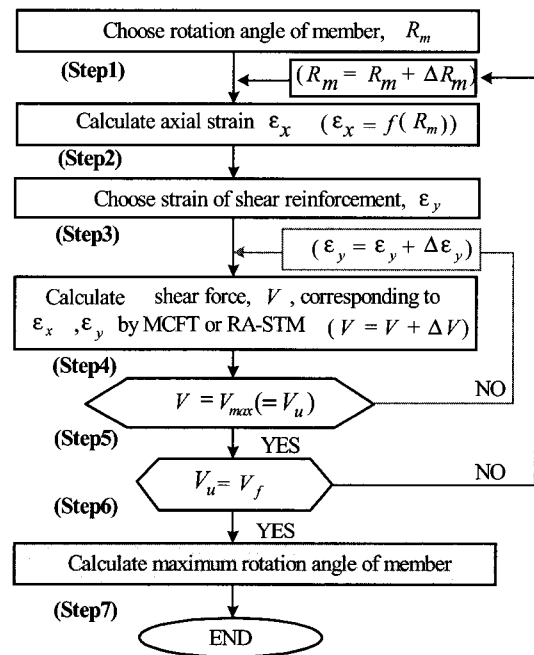 Choose rotation angle of member, R_m
(Step1)
(R_m = R_m + ΔR_m)
Calculate axial strain ε_x (ε_x = f(R_m))
(Step2)
Choose strain of shear reinforcement, ε_y
(Step3)
(ε_y = ε_y + Δε_y)
Calculate shear force, V, corresponding to
ε_x ,ε_y by MCFT or RA-STM (V = V + ΔV)
(Step4)
V = V_max(= V_u)
NO
(Step5)
YES
V_u = V_f
NO
(Step6)
YES
Calculate maximum rotation angle of member
(Step7)
END